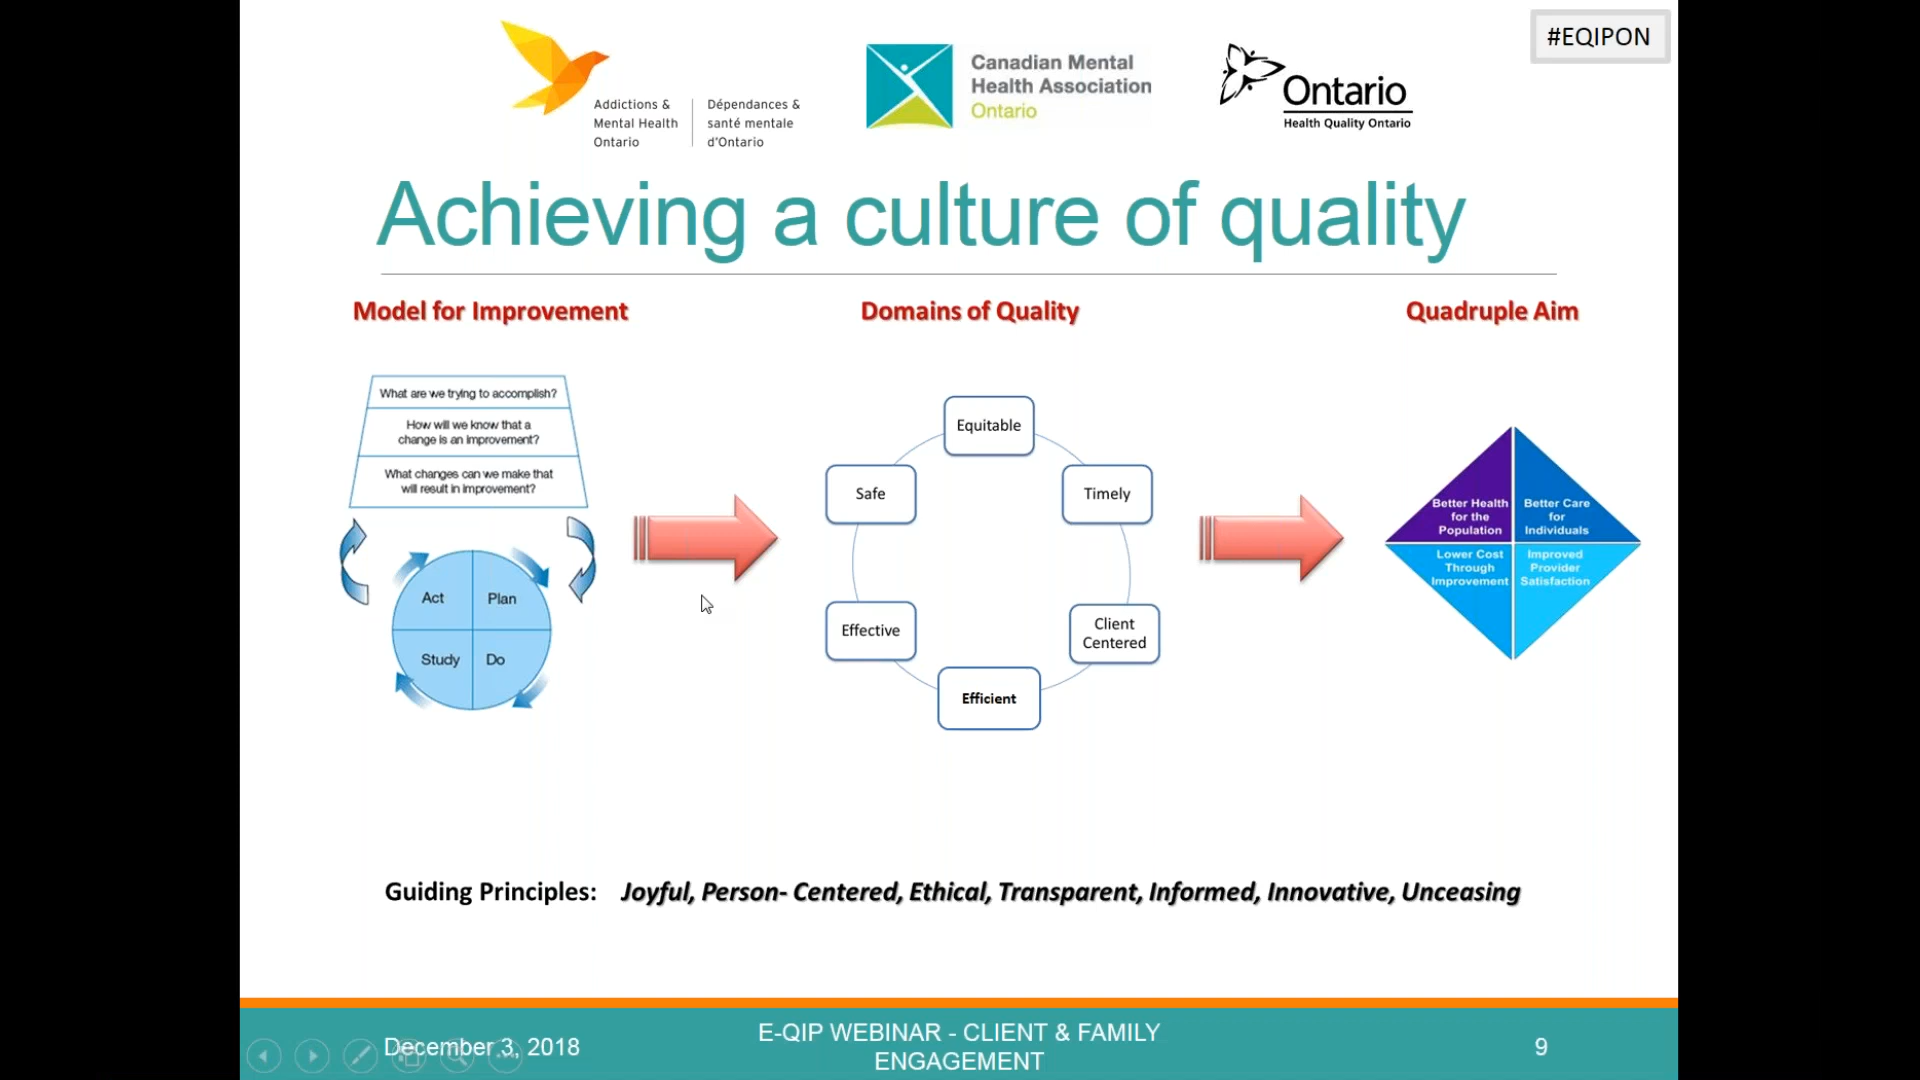 #EQIPON
Addictions &
Mental Health
Ontario
Dépendances &
santé mentale
d'Ontario
Canadian Mental
Health Association
Ontario
Ontario
Health Quality Ontario
Achieving a culture of quality
Model for Improvement
Domains of Quality
Quadruple Aim
What are we trying to accomplish?
How will we know that a
change is an improvement?
What changes can we make that
will result in improvement?
Act
Plan
Study
Do
Equitable
Timely
Client
Centered
Efficient
Effective
Safe
Better Health
for the
Population
Better Care
for
Individuals
Lower Cost
Through
Improvement
Improved
Provider
Satisfaction
Guiding Principles: Joyful, Person- Centered, Ethical, Transparent, Informed, Innovative, Unceasing
December 3, 2018
E-QIP WEBINAR - CLIENT & FAMILY
ENGAGEMENT
9